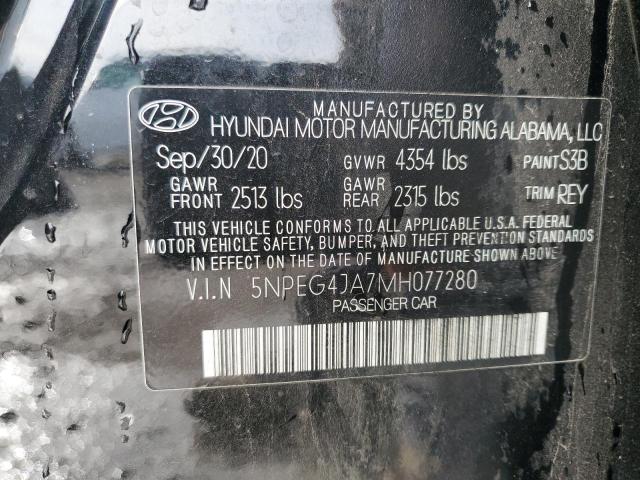 MANUFACTURED BY
HYUNDAI MOTOR MANUFACTURING ALABAMA, LLC
Sep/30/20 GVWR 4354 lbs PAINT S3B
GAWR FRONT 2513 lbs GAWR REAR 2315 lbs TRIM REY
THIS VEHICLE CONFORMS TO ALL APPLICABLE U.S.A. FEDERAL
MOTOR VEHICLE SAFETY, BUMPER, AND THEFT PREVENTION STANDARDS
IN EFFECT ON THE DATE OF MANUFACTURE SHOWN ABOVE
V.I.N 5NPEG4JA7MH077280
PASSENGER CAR